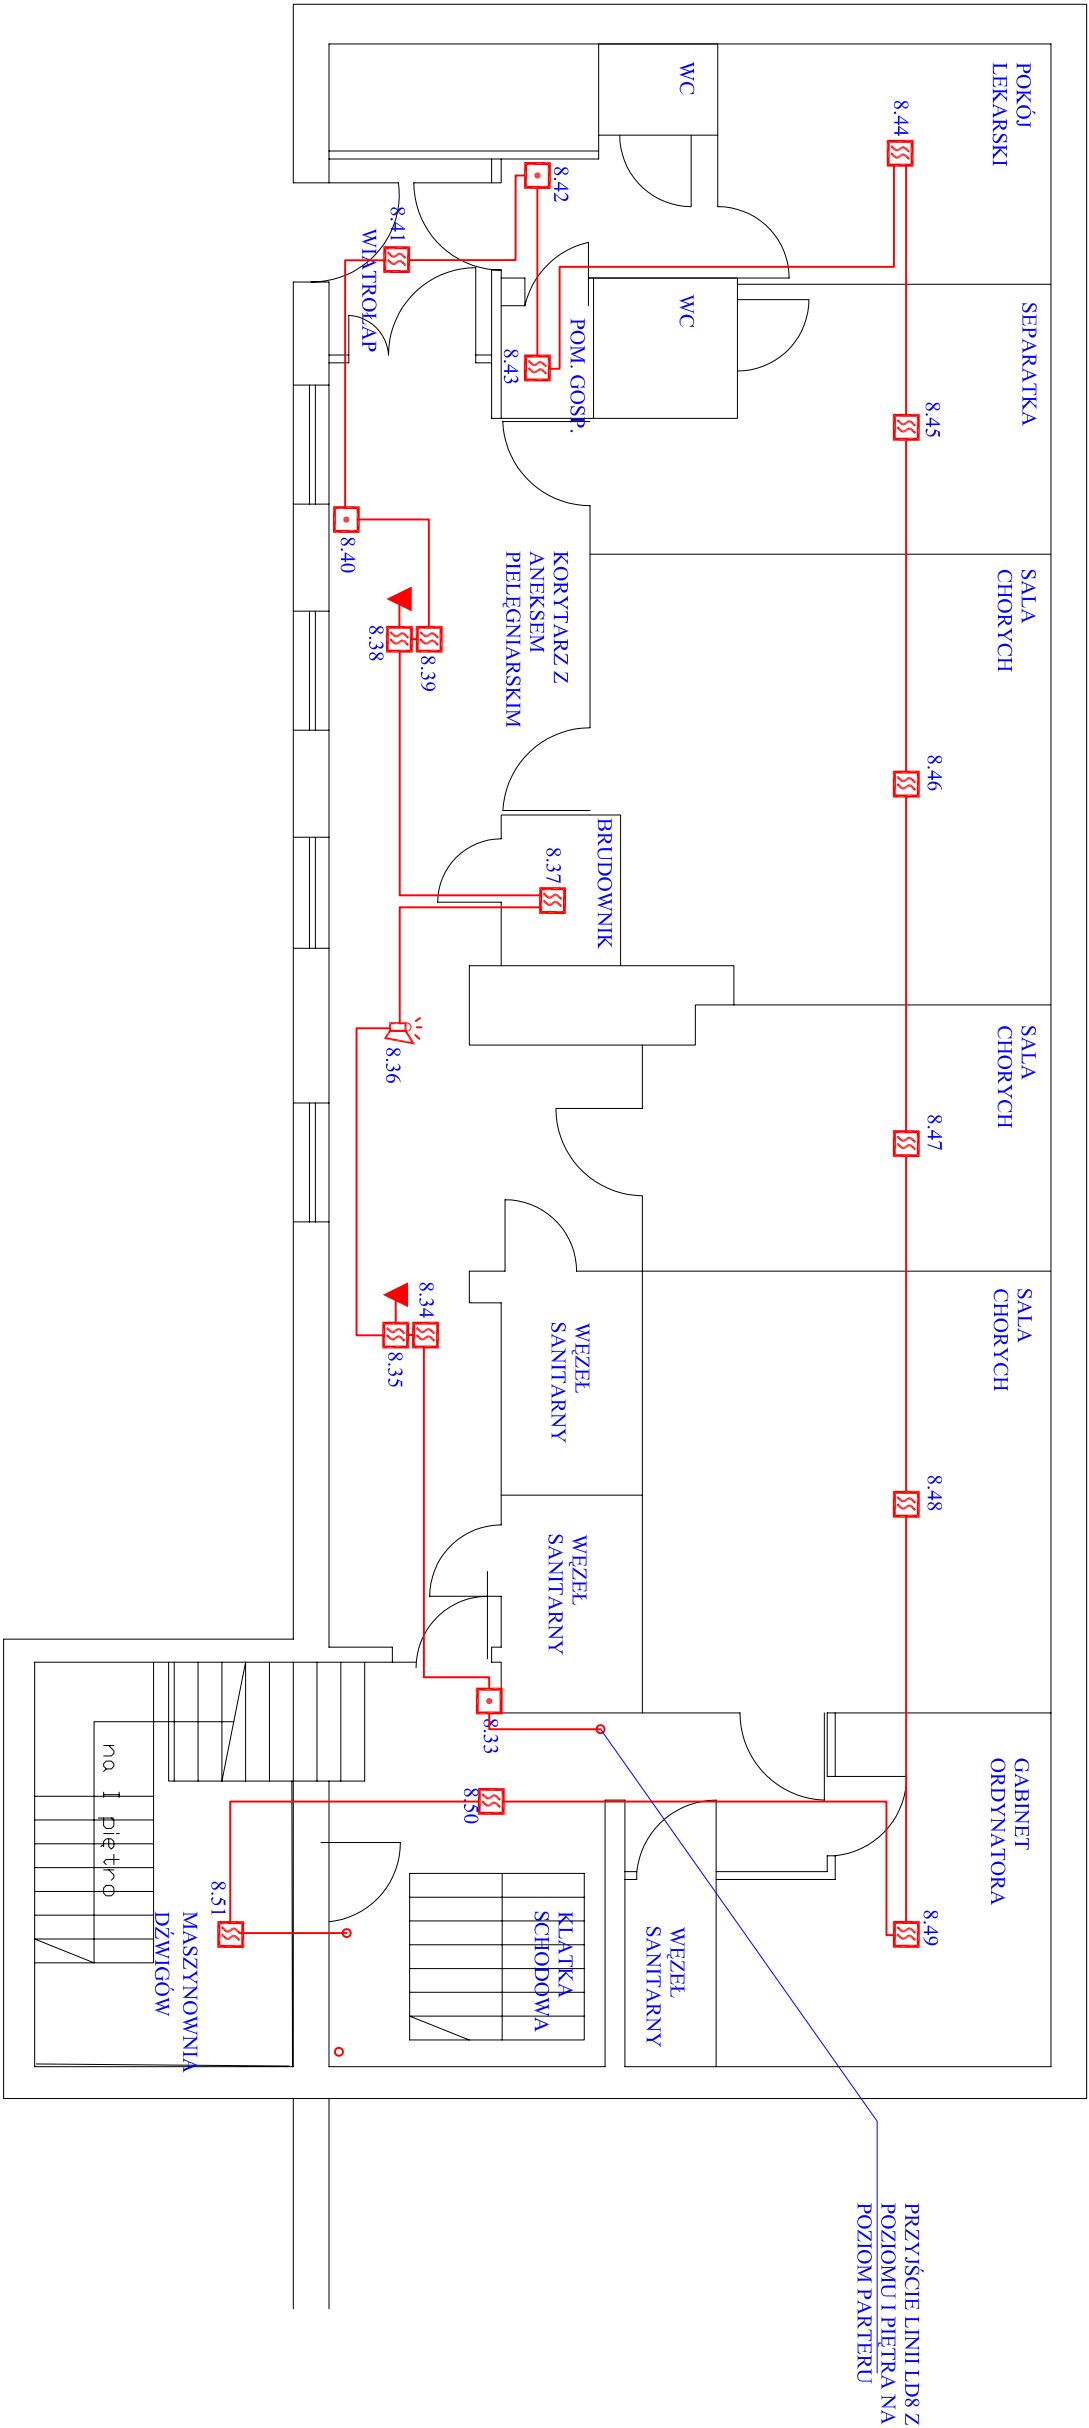 POKÓJ
LEKARSKI
WC
8.44
8.42
8.41
WIATROŁAP
SEPARATKA
WC
POM. GOSP.
8.43
8.45
8.40
KORYTARZ Z
ANEKSEM
PIELĘGNIARSKIM
SALA
CHORYCH
8.38
8.39
8.46
BRUDOWNIK
8.37
8.36
SALA
CHORYCH
8.47
SALA
CHORYCH
8.34
8.35
WĘZEŁ
SANITARNY
8.48
WĘZEŁ
SANITARNY
8.33
GABINET
ORDYNATORA
8.50
na I piętro
8.51
MASZYNOWNIA
DŹWIGÓW
KLATKA
SCHODOWA
WĘZEŁ
SANITARNY
8.49
PRZYJŚCIE LINII LD8 Z
POZIOMU I PIĘTRA NA
POZIOM PARTERU